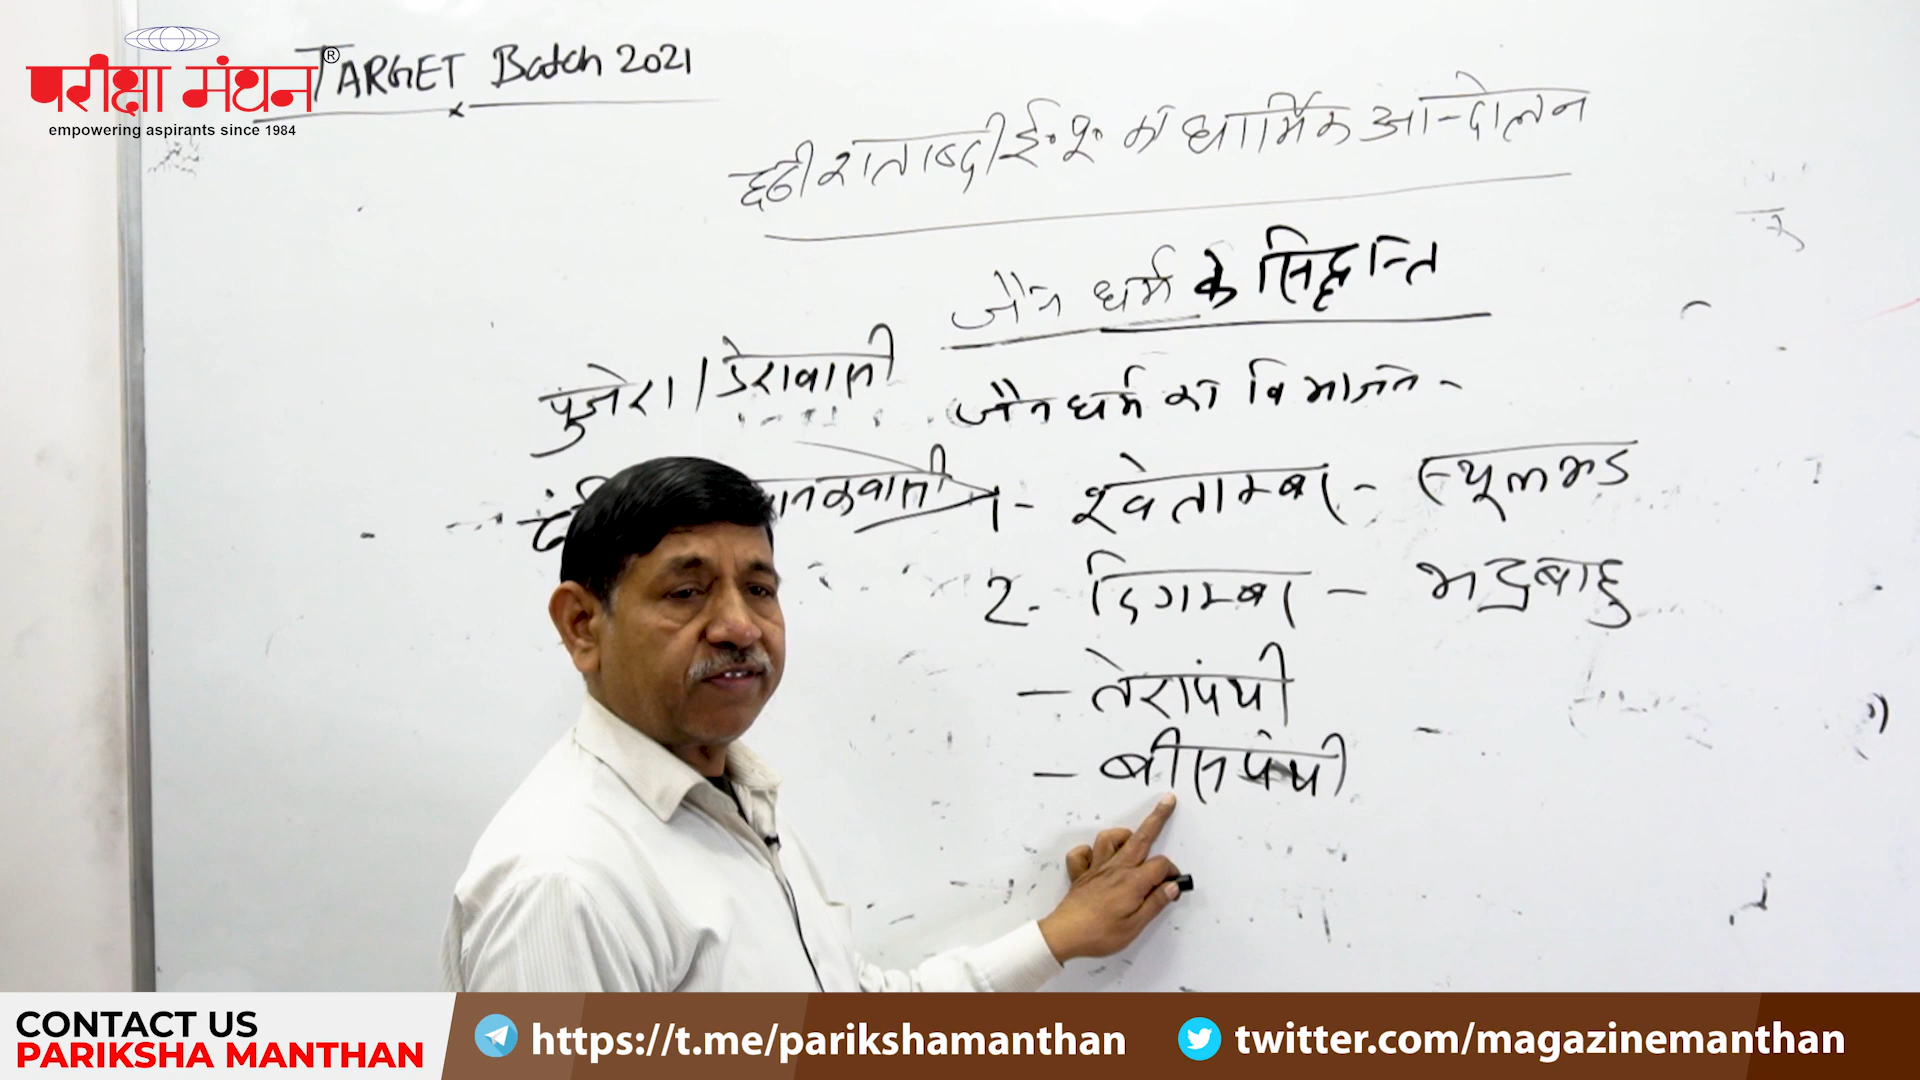 परीक्षा मंथन®
empowering aspirants since 1984
TARGET Batch 2021
छठी शताब्दी ई॰ पू॰ का धार्मिक आन्दोलन
जैन धर्म के सिद्धान्त
पुजेरा / डेरावासी
जैन धर्म का विभाजन -
1- श्वेताम्बर - स्थूलभद्र
2- दिगम्बर - भद्रबाहु
- तेरापंथी
- बीसपंथी
CONTACT US
PARIKSHA MANTHAN
https://t.me/parikshamanthan
twitter.com/magazinemanthan